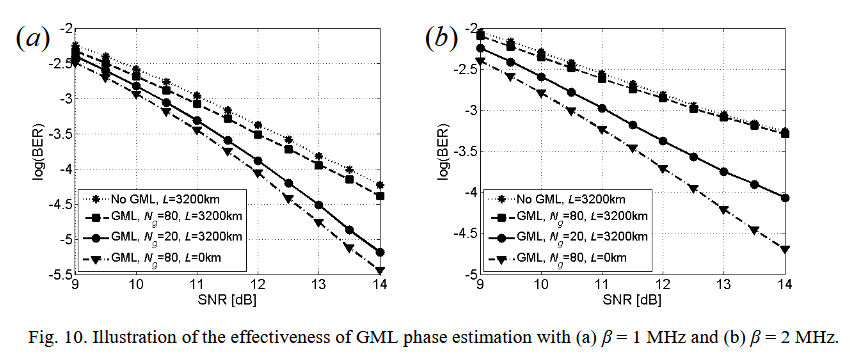 (a)
-2
-2.5
-3
-3.5
-4
-4.5
-5
-5.5
log(BER)
No GML, L=3200km
GML, Ng=80, L=3200km
GML, Ng=20, L=3200km
GML, Ng=80, L=0km
9 10 11 12 13 14
SNR [dB]
(b)
-2
-2.5
-3
-3.5
-4
-4.5
-5
log(BER)
No GML, L=3200km
GML, Ng=80, L=3200km
GML, Ng=20, L=3200km
GML, Ng=80, L=0km
9 10 11 12 13 14
SNR [dB]
Fig. 10. Illustration of the effectiveness of GML phase estimation with (a) β = 1 MHz and (b) β = 2 MHz.